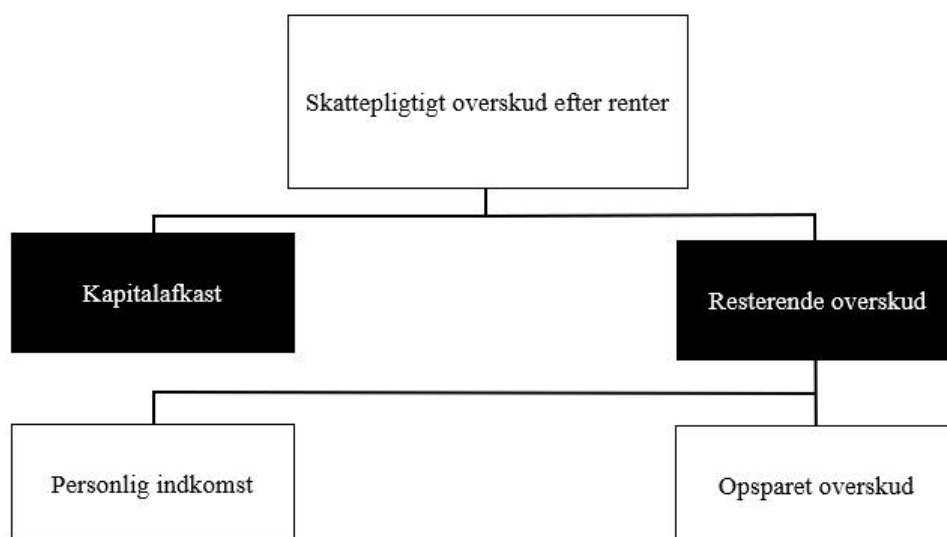 Skattepligtigt overskud efter renter
Kapitalafkast
Resterende overskud
Personlig indkomst
Opsparet overskud